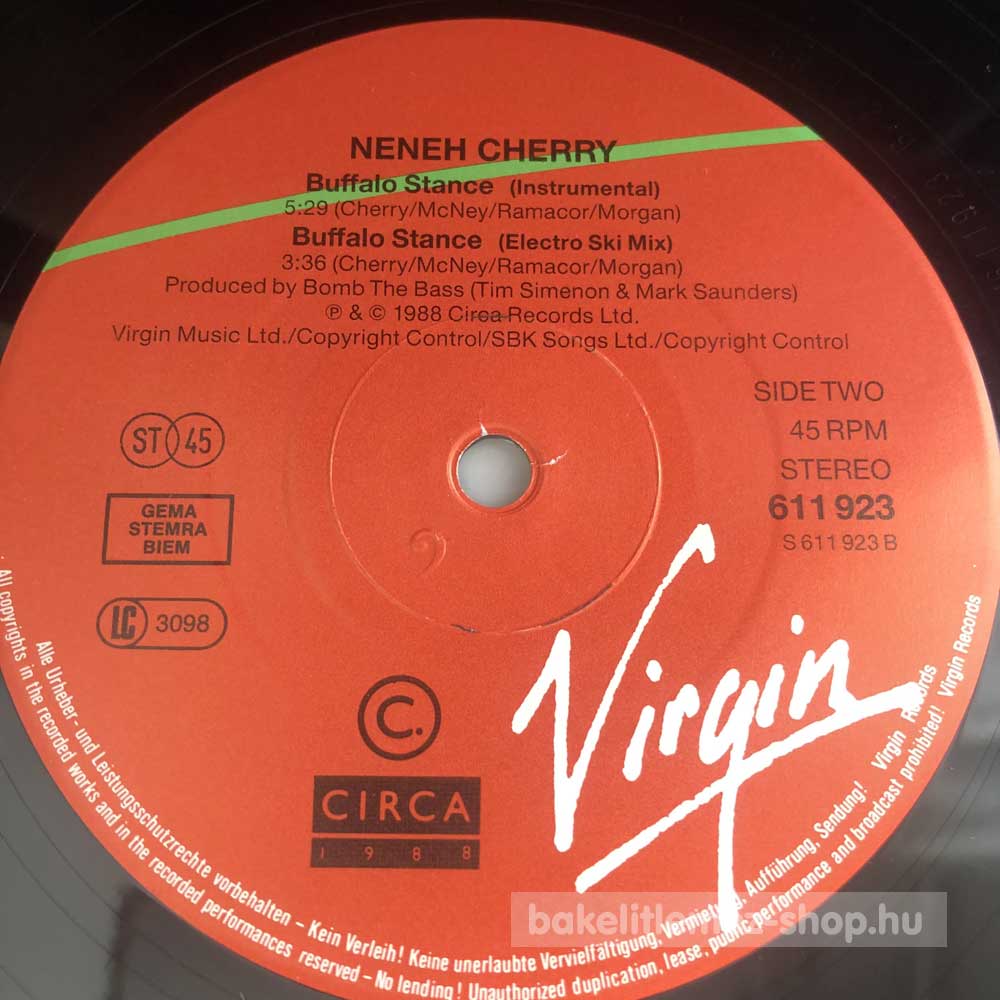 NENEH CHERRY
Buffalo Stance (Instrumental)
5:29 (Cherry/McNey/Ramacor/Morgan)
Buffalo Stance (Electro Ski Mix)
3:36 (Cherry/McNey/Ramacor/Morgan)
Produced by Bomb The Bass (Tim Simenon & Mark Saunders)
℗ & © 1988 Circa Records Ltd.
Virgin Music Ltd./Copyright Control/SBK Songs Ltd./Copyright Control
SIDE TWO
45 RPM
STEREO
611 923
S 611 923 B
ST 45
GEMA
STEMRA
BIEM
LC 3098
C.
CIRCA
1988
Virgin
Alle Urheber- und Leistungsschutzrechte vorbehalten – Kein Verleih! Keine unerlaubte Vervielfältigung, Vermietung, Aufführung, Sendung! Virgin Records
All copyrights in the recorded works and in the recorded performances reserved – No lending! Unauthorized duplication, lease, public performance and broadcast prohibited! Virgin Records